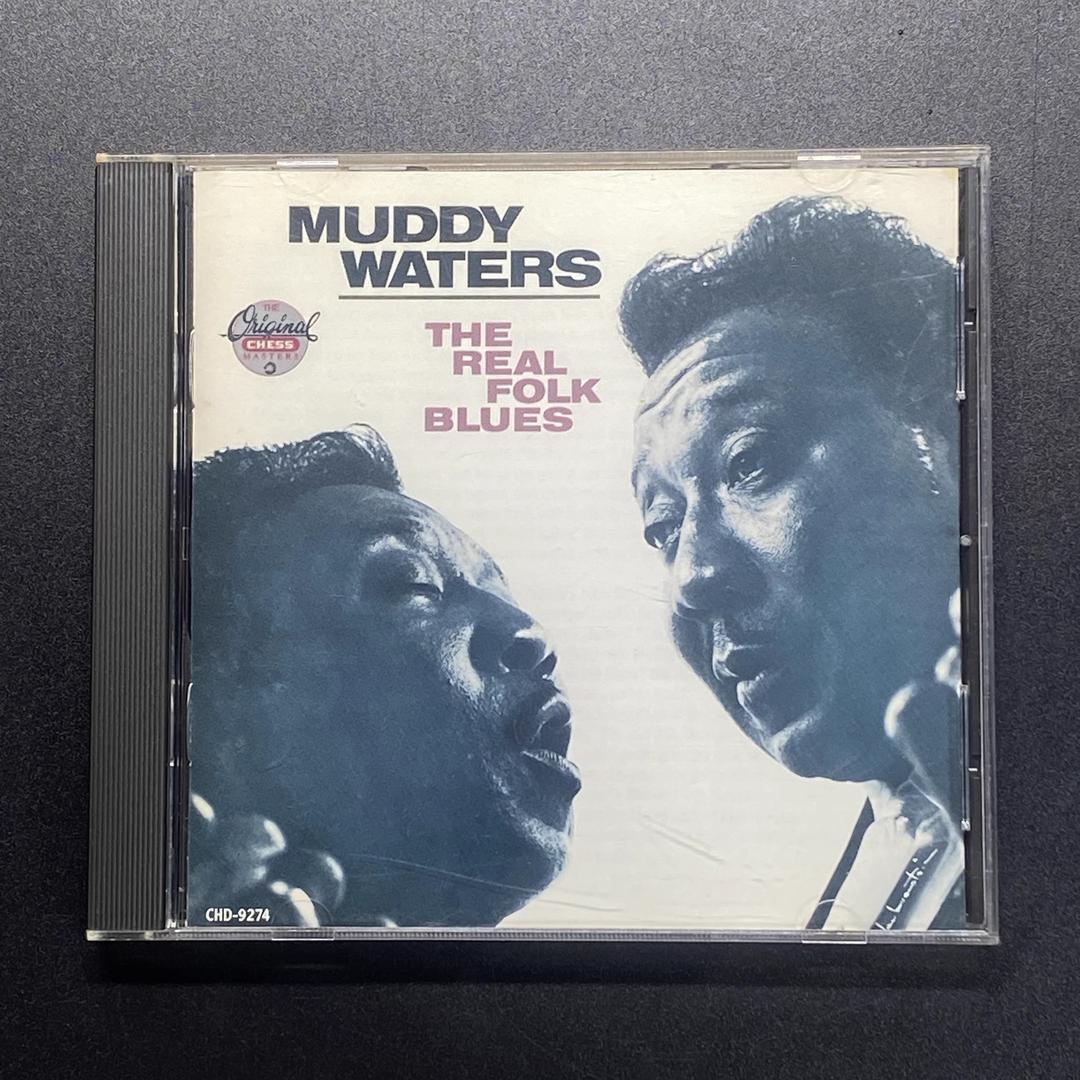 MUDDY
WATERS
THE
REAL
FOLK
BLUES
THE
Original
CHESS
MASTERS
CHD-9274